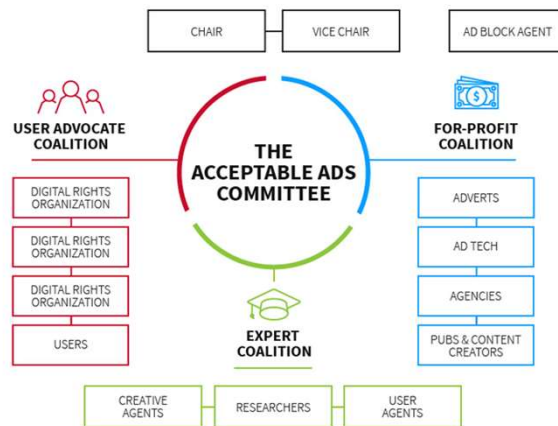 CHAIR
VICE CHAIR
AD BLOCK AGENT
USER ADVOCATE
COALITION
DIGITAL RIGHTS
ORGANIZATION
DIGITAL RIGHTS
ORGANIZATION
DIGITAL RIGHTS
ORGANIZATION
USERS
THE
ACCEPTABLE ADS
COMMITTEE
FOR-PROFIT
COALITION
$
ADVERTS
AD TECH
AGENCIES
PUBS & CONTENT
CREATORS
EXPERT
COALITION
CREATIVE
AGENTS
RESEARCHERS
USER
AGENTS